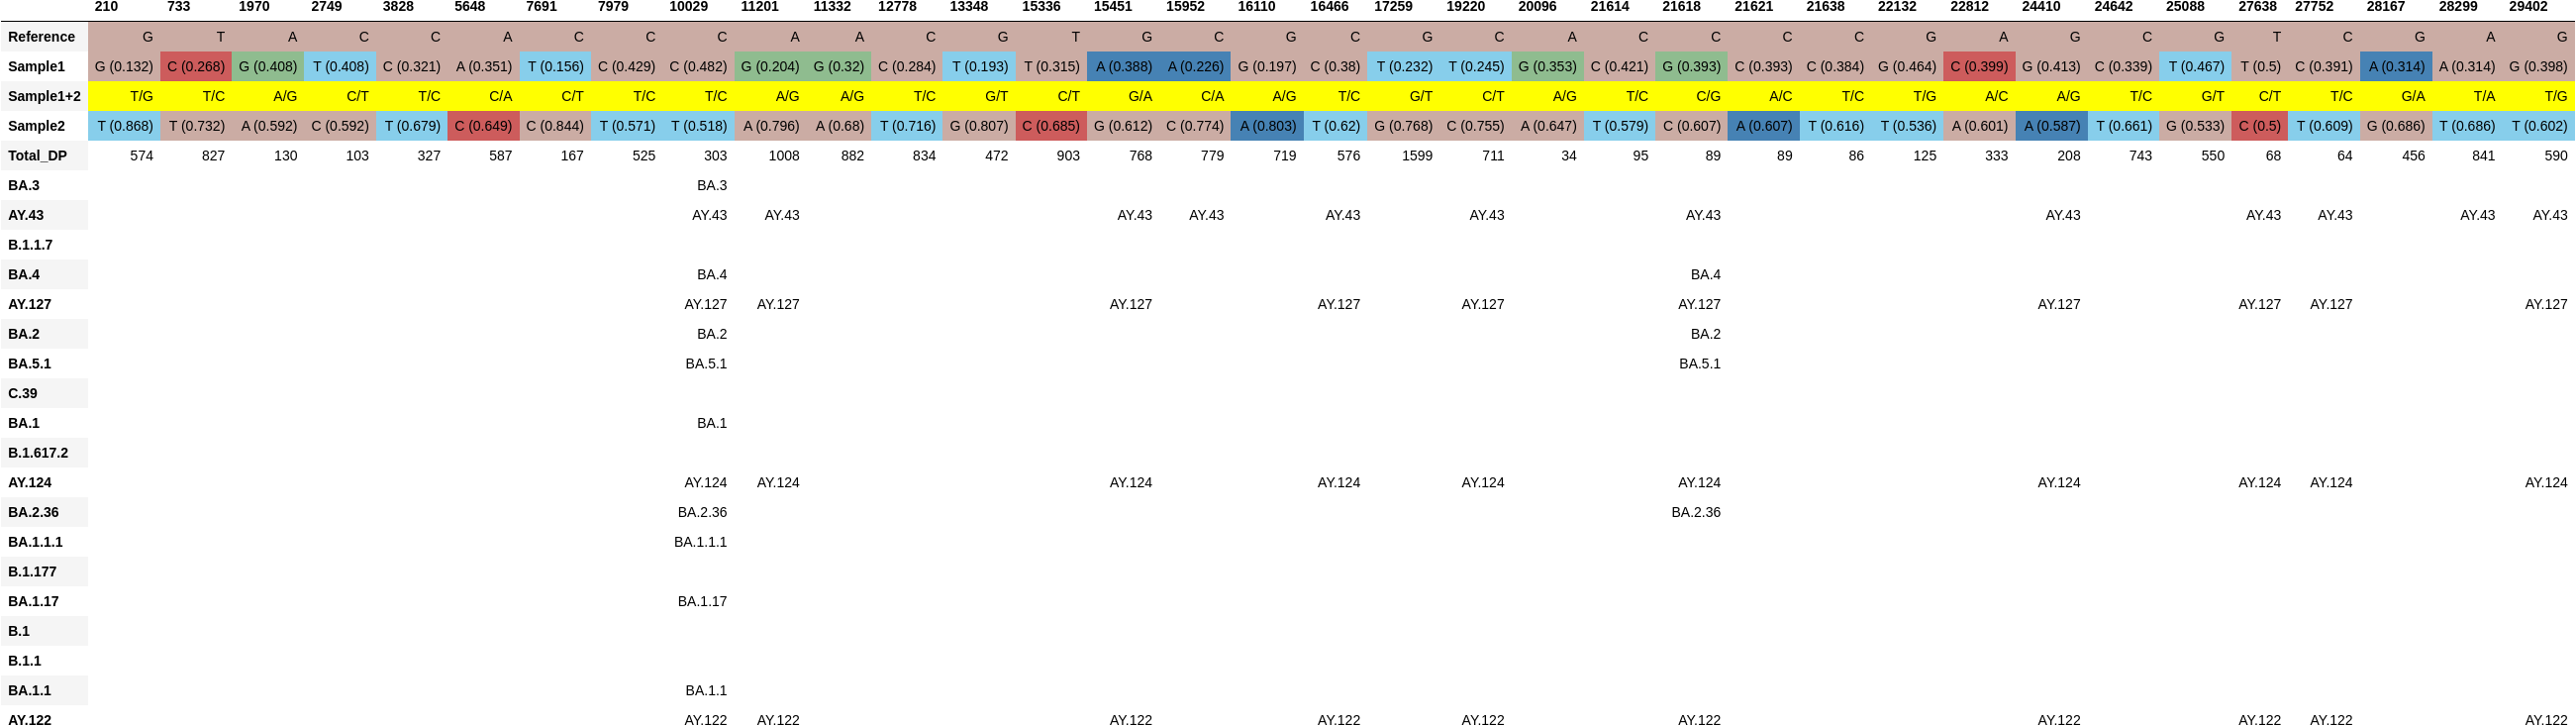 210 733 1970 2749 3828 5648 7691 7979 10029 11201 11332 12778 13348 15336 15451 15952 16110 16466 17259 19220 20096 21614 21618 21621 21638 22132 22812 24410 24642 25088 27638 27752 28167 28299 29402
Reference G T A C C A C C C A A C G T G C G C G C A C C C C G A G C G T C G A G
Sample1 G (0.132) C (0.268) G (0.408) T (0.408) C (0.321) A (0.351) T (0.156) C (0.429) C (0.482) G (0.204) G (0.32) C (0.284) T (0.193) T (0.315) A (0.388) A (0.226) G (0.197) C (0.38) T (0.232) T (0.245) G (0.353) C (0.421) G (0.393) C (0.393) C (0.384) G (0.464) C (0.399) G (0.413) C (0.339) T (0.467) T (0.5) C (0.391) A (0.314) A (0.314) G (0.398)
Sample1+2 T/G T/C A/G C/T T/C C/A C/T T/C T/C A/G A/G T/C G/T C/T G/A C/A A/G T/C G/T C/T A/G T/C C/G A/C T/C T/G A/C A/G T/C G/T C/T T/C G/A T/A T/G
Sample2 T (0.868) T (0.732) A (0.592) C (0.592) T (0.679) C (0.649) C (0.844) T (0.571) T (0.518) A (0.796) A (0.68) T (0.716) G (0.807) C (0.685) G (0.612) C (0.774) A (0.803) T (0.62) G (0.768) C (0.755) A (0.647) T (0.579) C (0.607) A (0.607) T (0.616) T (0.536) A (0.601) A (0.587) T (0.661) G (0.533) C (0.5) T (0.609) G (0.686) T (0.686) T (0.602)
Total_DP 574 827 130 103 327 587 167 525 303 1008 882 834 472 903 768 779 719 576 1599 711 34 95 89 89 86 125 333 208 743 550 68 64 456 841 590
BA.3 BA.3
AY.43 AY.43 AY.43 AY.43 AY.43 AY.43 AY.43 AY.43 AY.43 AY.43 AY.43 AY.43 AY.43
B.1.1.7
BA.4 BA.4 BA.4
AY.127 AY.127 AY.127 AY.127 AY.127 AY.127 AY.127 AY.127 AY.127 AY.127 AY.127
BA.2 BA.2 BA.2
BA.5.1 BA.5.1 BA.5.1
C.39
BA.1 BA.1
B.1.617.2
AY.124 AY.124 AY.124 AY.124 AY.124 AY.124 AY.124 AY.124 AY.124 AY.124 AY.124
BA.2.36 BA.2.36 BA.2.36
BA.1.1.1 BA.1.1.1
B.1.177
BA.1.17 BA.1.17
B.1
B.1.1
BA.1.1 BA.1.1
AY.122 AY.122 AY.122 AY.122 AY.122 AY.122 AY.122 AY.122 AY.122 AY.122 AY.122